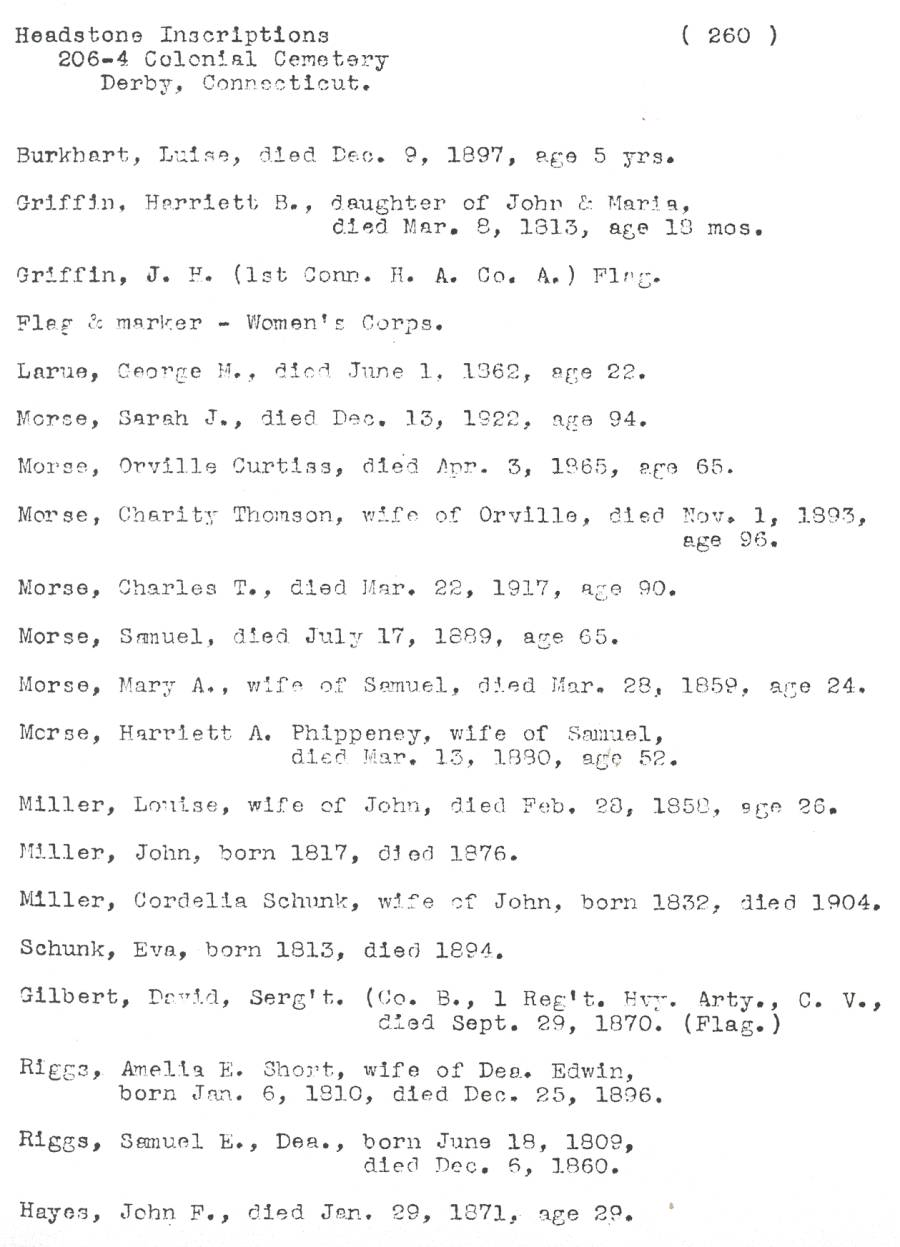 Headstone Inscriptions ( 260 )
206-4 Colonial Cemetery
Derby, Connecticut.
Burkhart, Luise, died Dec. 9, 1897, age 5 yrs.
Griffin, Harriett B., daughter of John & Maria,
died Mar. 8, 1813, age 18 mos.
Griffin, J. H. (1st Conn. H. A. Co. A.) Flag.
Flag & marker - Women's Corps.
Larue, George M., died June 1, 1862, age 22.
Morse, Sarah J., died Dec. 13, 1922, age 94.
Morse, Orville Curtiss, died Apr. 3, 1865, age 65.
Morse, Charity Thomson, wife of Orville, died Nov. 1, 1893,
age 96.
Morse, Charles T., died Mar. 22, 1917, age 90.
Morse, Samuel, died July 17, 1889, age 65.
Morse, Mary A., wife of Samuel, died Mar. 28, 1859, age 24.
Morse, Harriett A. Phippeney, wife of Samuel,
died Mar. 13, 1880, age 52.
Miller, Louise, wife of John, died Feb. 28, 1858, age 26.
Miller, John, born 1817, died 1876.
Miller, Cordelia Schunk, wife of John, born 1832, died 1904.
Schunk, Eva, born 1813, died 1894.
Gilbert, David, Serg't. (Co. B., 1 Reg't. Hvy. Arty., C. V.,
died Sept. 29, 1870. (Flag.)
Riggs, Amelia E. Short, wife of Dea. Edwin,
born Jan. 6, 1810, died Dec. 25, 1896.
Riggs, Samuel E., Dea., born June 18, 1809,
died Dec. 6, 1860.
Hayes, John F., died Jan. 29, 1871, age 29.